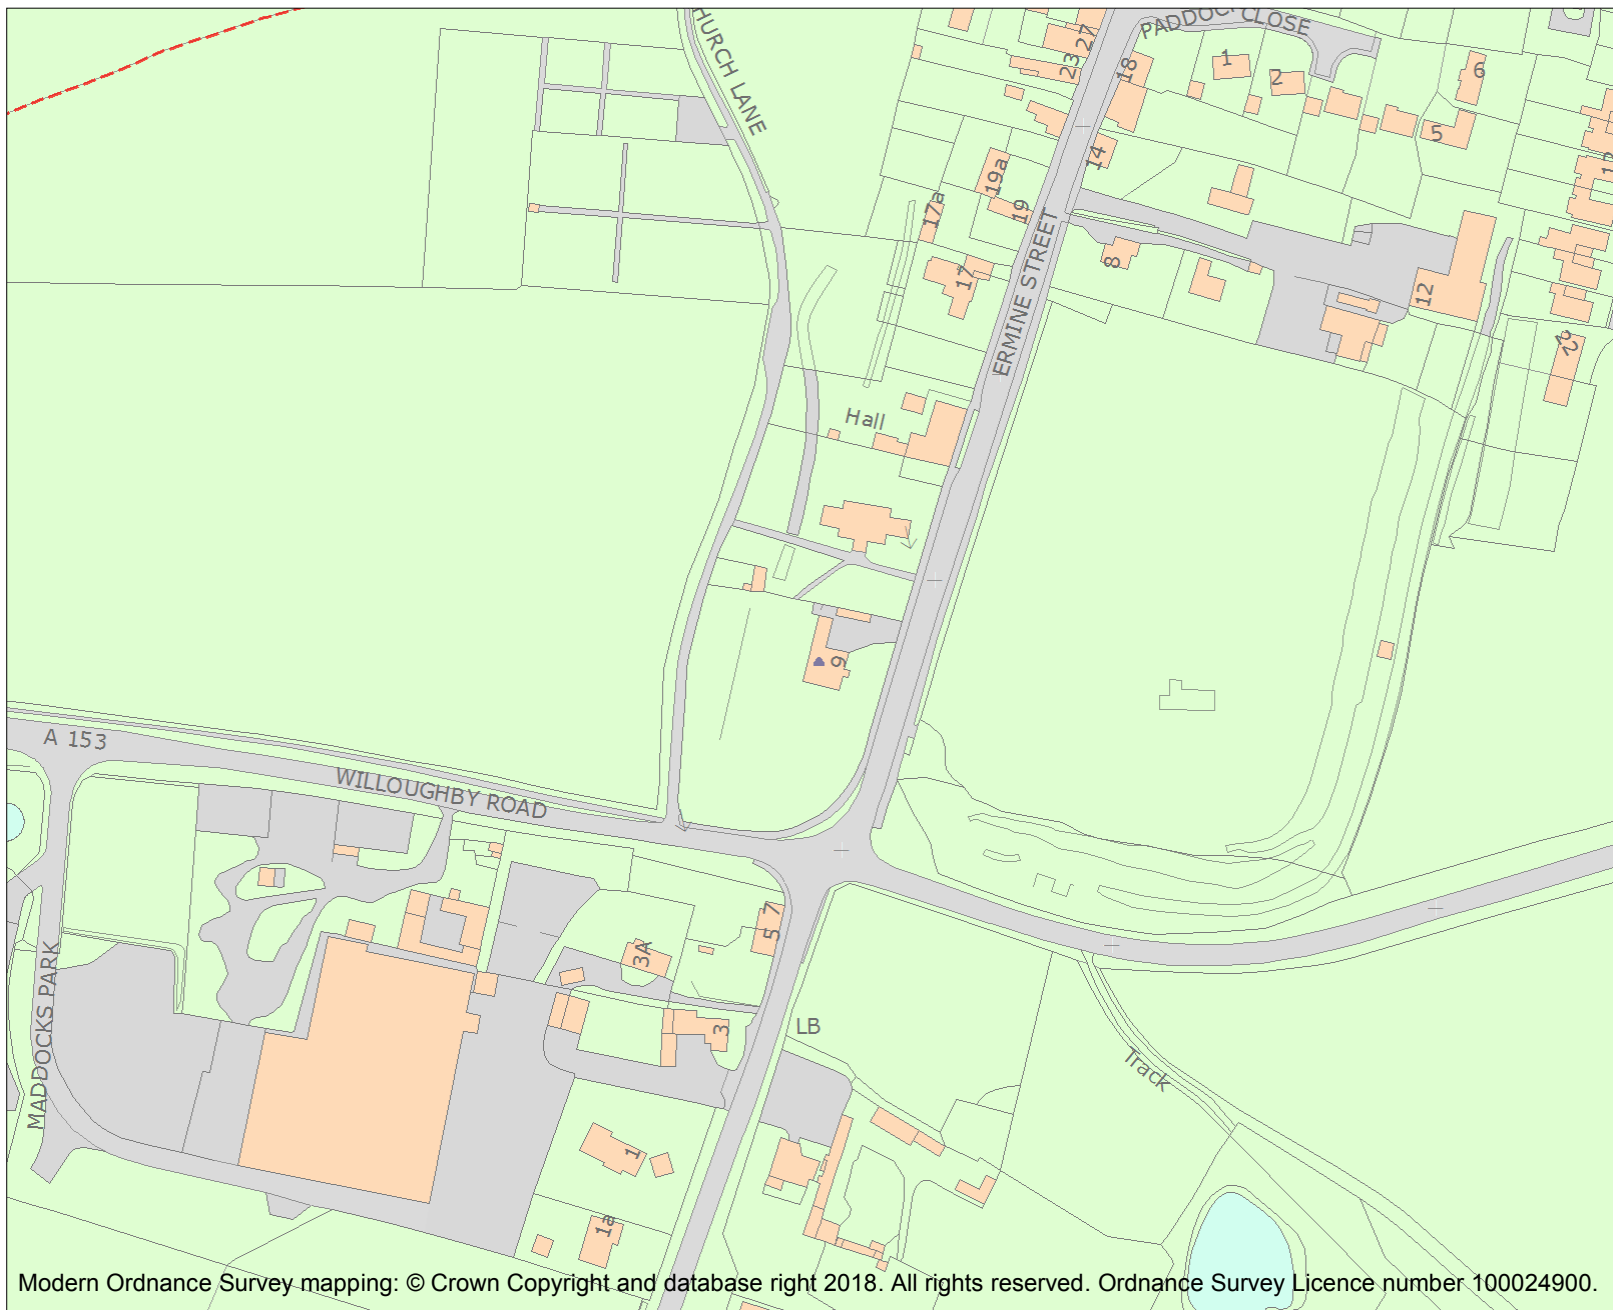 HURCH LANE
PADDOCK CLOSE
23 27
18
1
2
6
5
14
19a
19
17a
17
8
12
22
ERMINE STREET
Hall
9
A 153
WILLOUGHBY ROAD
MADDOCKS PARK
5 7
3A
3
LB
Track
1
1a
Modern Ordnance Survey mapping: © Crown Copyright and database right 2018. All rights reserved. Ordnance Survey Licence number 100024900.